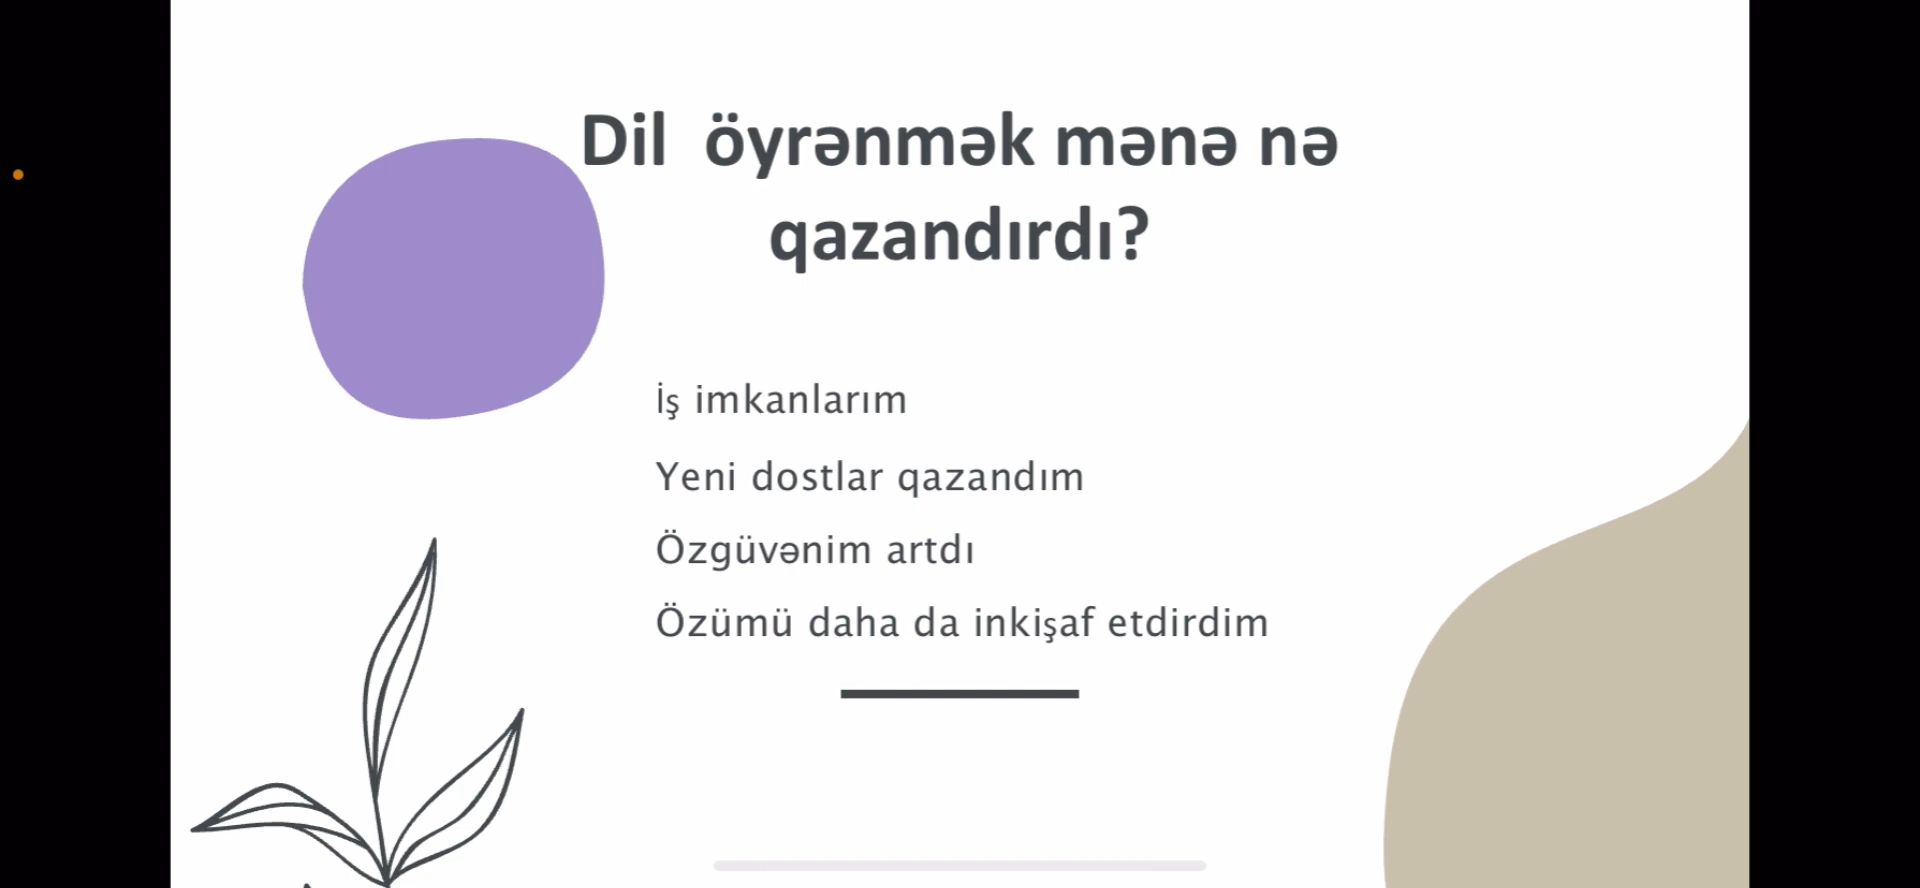 Dil öyrənmək mənə nə
qazandırdı?
İş imkanlarım
Yeni dostlar qazandım
Özgüvənim artdı
Özümü daha da inkişaf etdirdim